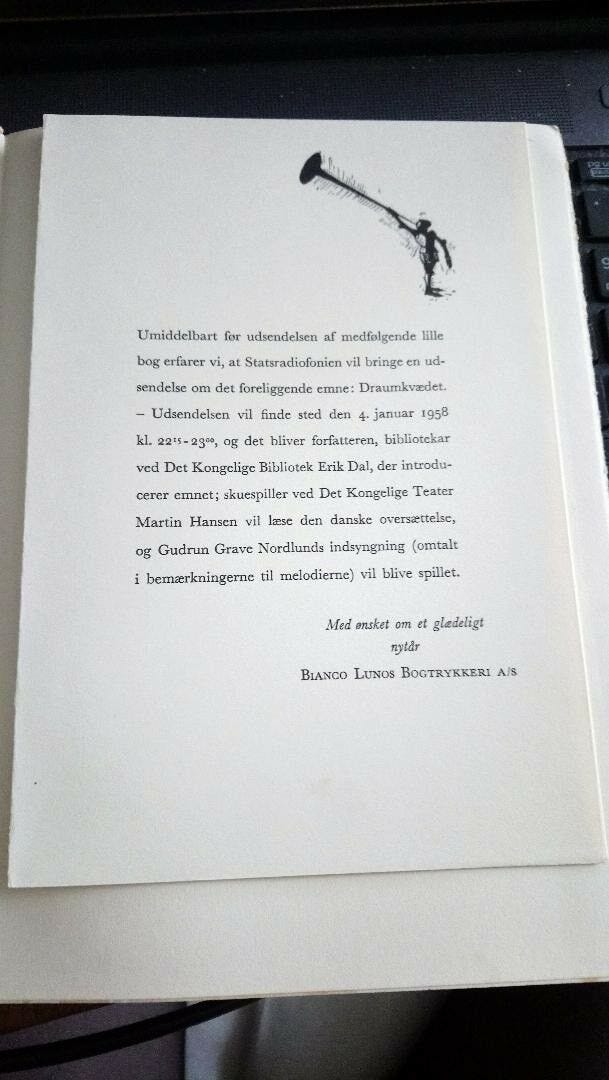 Umiddelbart før udsendelsen af medfølgende lille
bog erfarer vi, at Statsradiofonien vil bringe en ud-
sendelse om det foreliggende emne: Draumkvædet.
– Udsendelsen vil finde sted den 4. januar 1958
kl. 22¹⁵-23⁰⁰, og det bliver forfatteren, bibliotekar
ved Det Kongelige Bibliotek Erik Dal, der introdu-
cerer emnet; skuespiller ved Det Kongelige Teater
Martin Hansen vil læse den danske oversættelse,
og Gudrun Grave Nordlunds indsyngning (omtalt
i bemærkningerne til melodierne) vil blive spillet.
Med ønsket om et glædeligt
nytår
Bianco Lunos Bogtrykkeri A/S